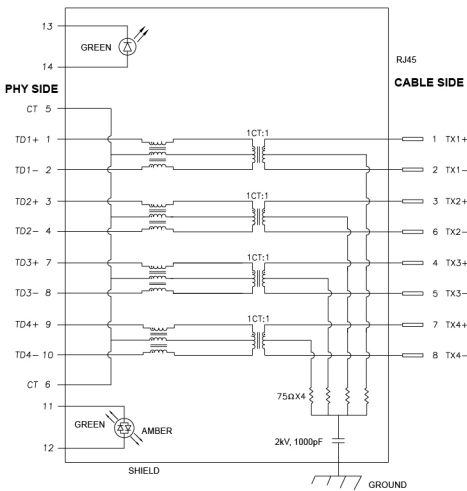 13
GREEN
14
RJ45
PHY SIDE
CABLE SIDE
CT 5
1CT:1
TD1+ 1
1 TX1+
TD1- 2
2 TX1-
1CT:1
TD2+ 3
3 TX2+
TD2- 4
6 TX2-
1CT:1
TD3+ 7
4 TX3+
TD3- 8
5 TX3-
1CT:1
TD4+ 9
7 TX4+
TD4- 10
8 TX4-
CT 6
75ΩX4
11
GREEN
AMBER
12
2kV, 1000pF
SHIELD
GROUND